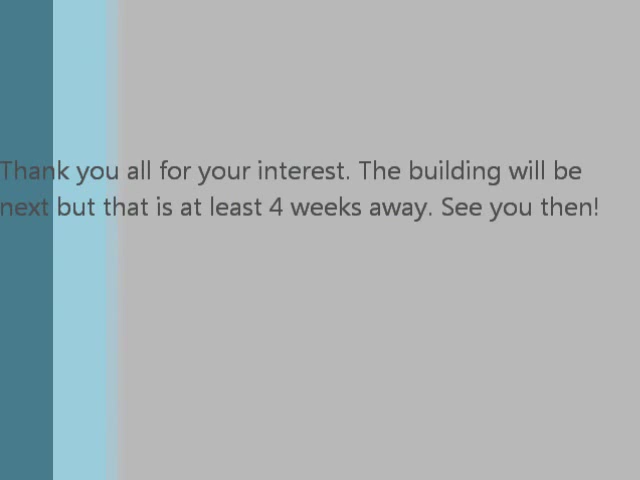 Thank you all for your interest. The building will be
next but that is at least 4 weeks away. See you then!